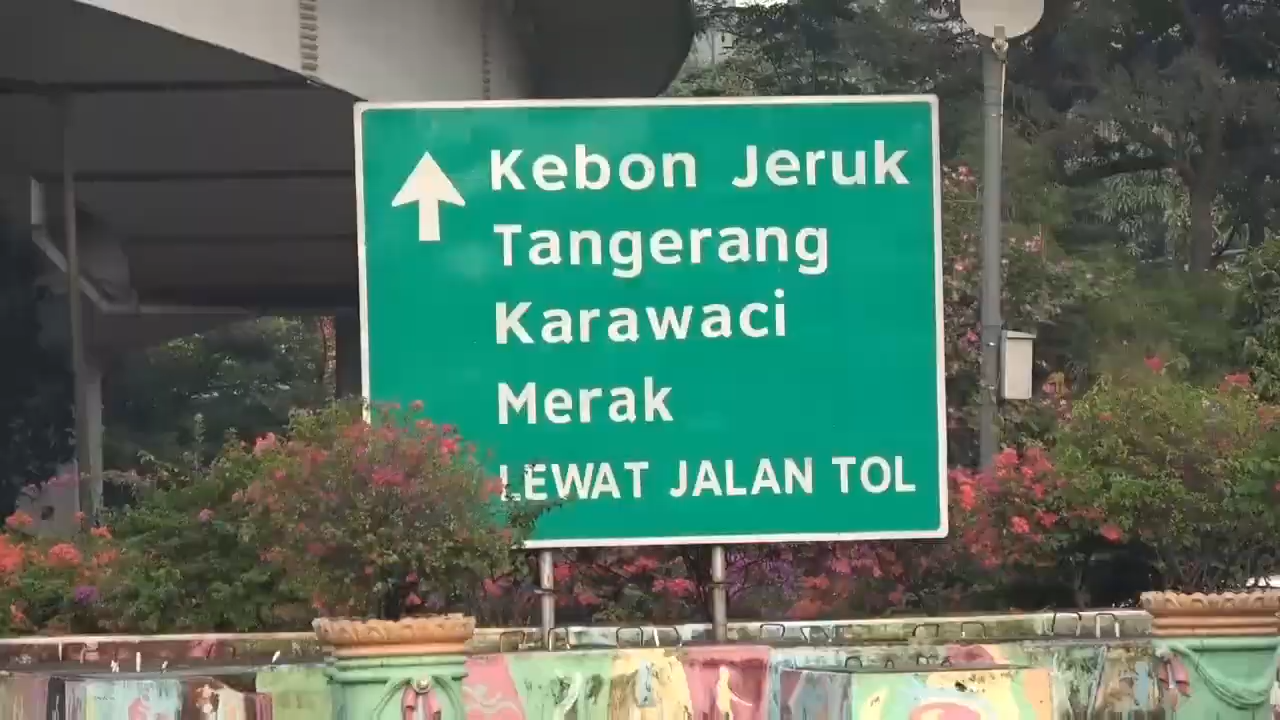 Kebon Jeruk
Tangerang
Karawaci
Merak
LEWAT JALAN TOL